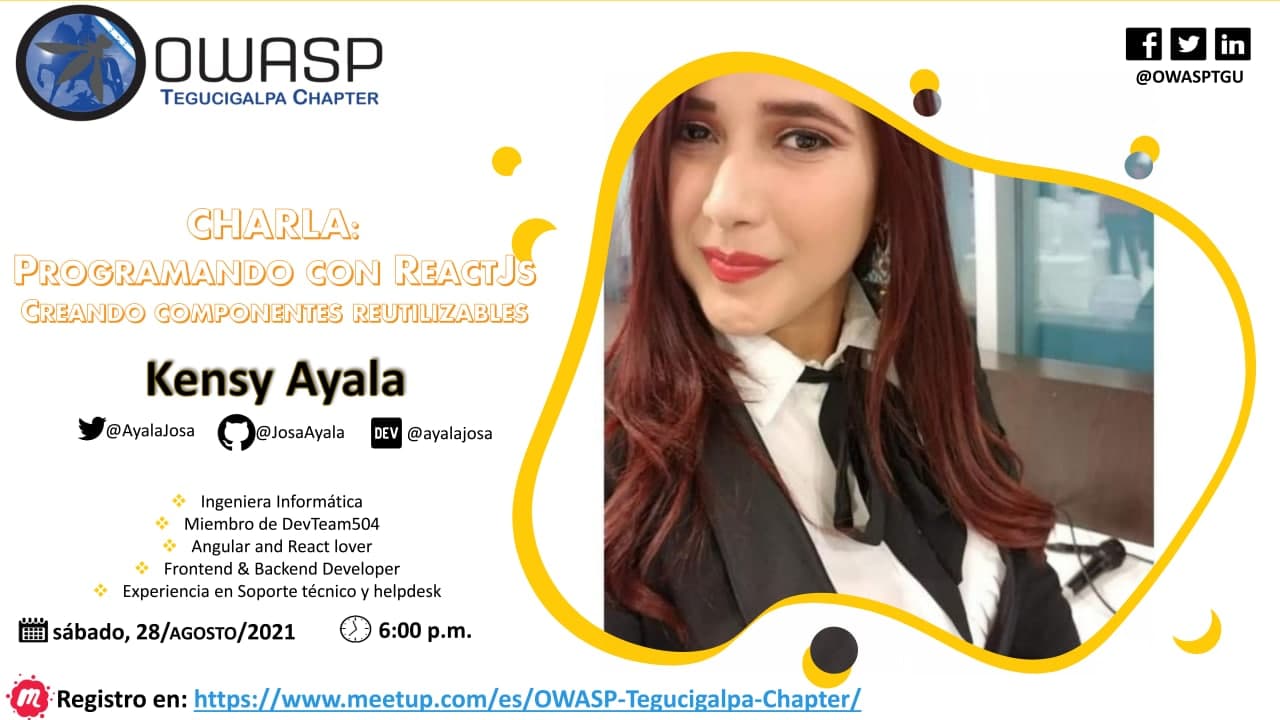 OWASP
TEGUCIGALPA CHAPTER
@OWASPTGU
CHARLA:
PROGRAMANDO CON REACTJS
CREANDO COMPONENTES REUTILIZABLES
Kensy Ayala
@AyalaJosa @JosaAyala DEV @ayalajosa
Ingeniera Informática
Miembro de DevTeam504
Angular and React lover
Frontend & Backend Developer
Experiencia en Soporte técnico y helpdesk
sábado, 28/AGOSTO/2021 6:00 p.m.
Registro en: https://www.meetup.com/es/OWASP-Tegucigalpa-Chapter/